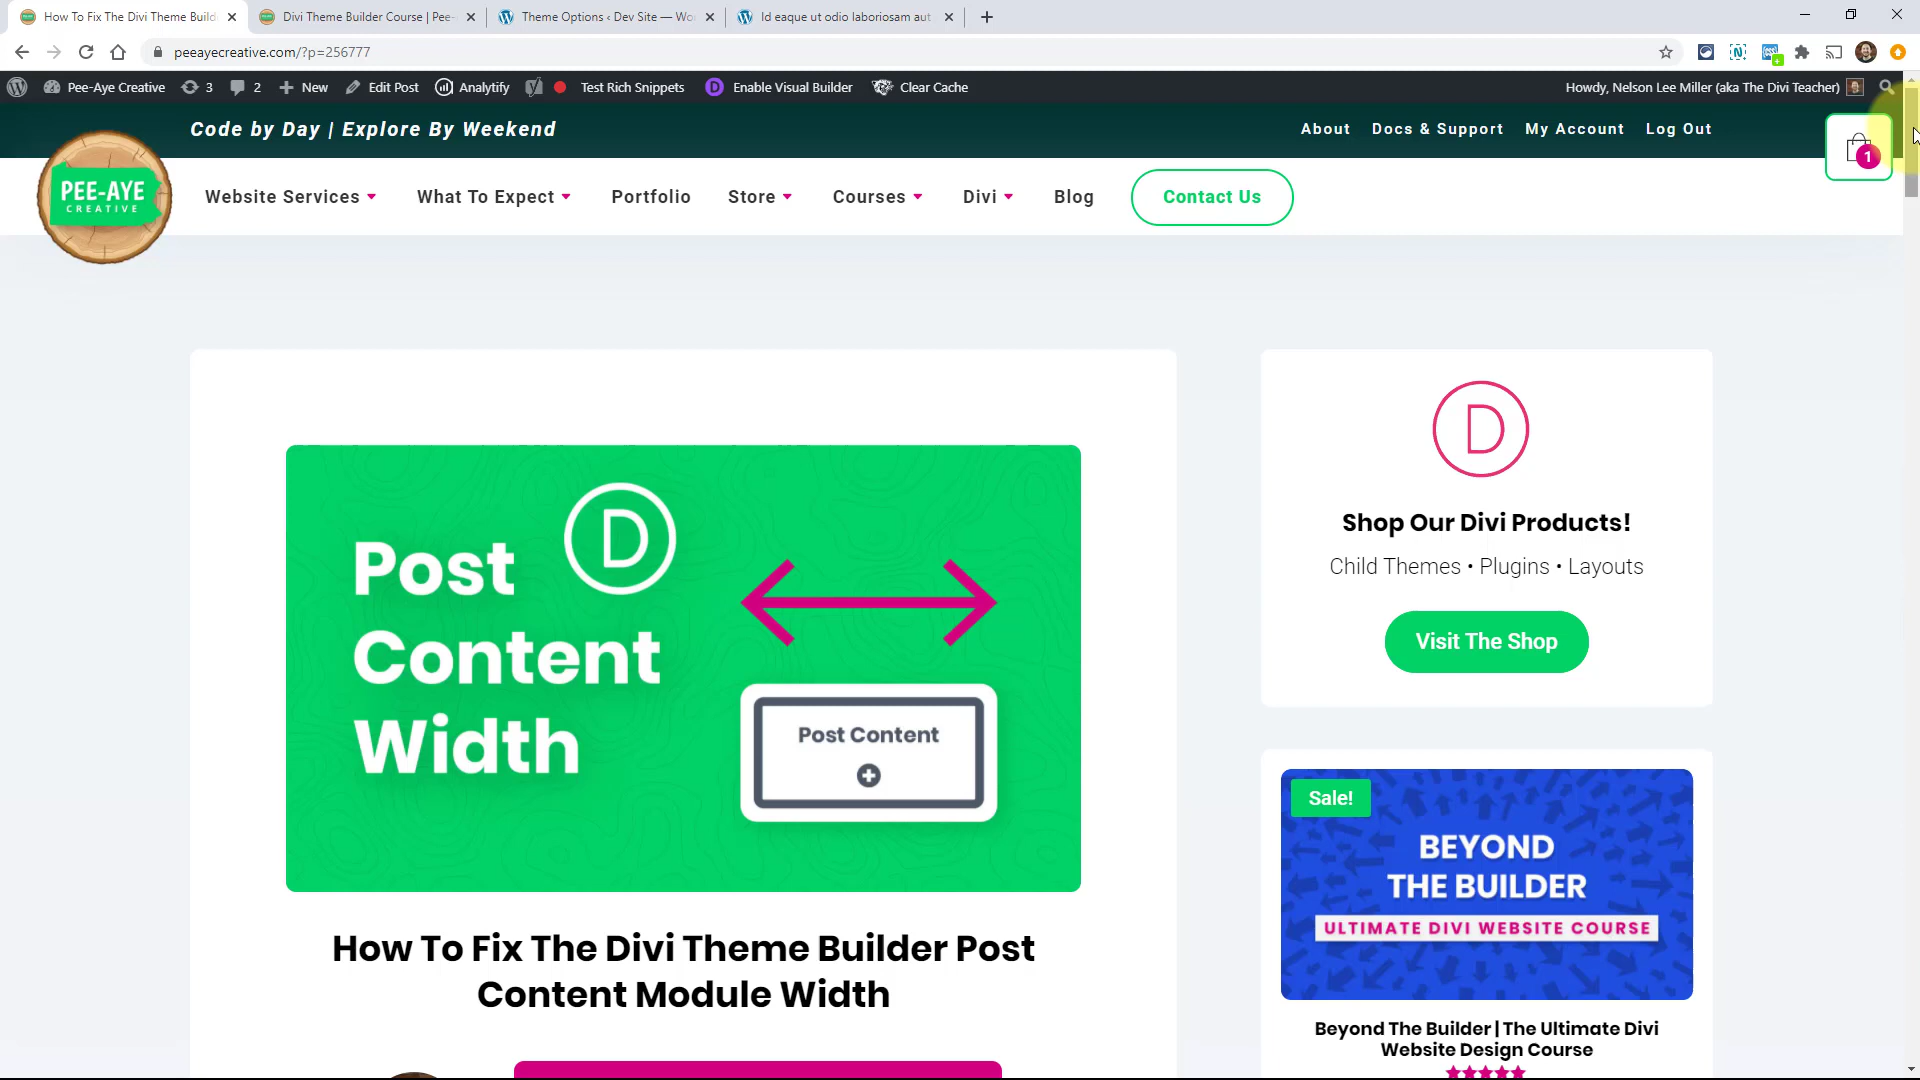 How To Fix The Divi Theme Build
Divi Theme Builder Course | Pee-
Theme Options ‹ Dev Site — Wo
Id eaque ut odio laboriosam aut
peeayecreative.com/?p=256777
Pee-Aye Creative
3
2
New
Edit Post
Analytify
Test Rich Snippets
Enable Visual Builder
Clear Cache
Howdy, Nelson Lee Miller (aka The Divi Teacher)
Code by Day | Explore By Weekend
About
Docs & Support
My Account
Log Out
1
PEE-AYE
CREATIVE
Website Services
What To Expect
Portfolio
Store
Courses
Divi
Blog
Contact Us
D
Post
Content
Width
Post Content
How To Fix The Divi Theme Builder Post
Content Module Width
D
Shop Our Divi Products!
Child Themes • Plugins • Layouts
Visit The Shop
Sale!
BEYOND
THE BUILDER
ULTIMATE DIVI WEBSITE COURSE
Beyond The Builder | The Ultimate Divi
Website Design Course